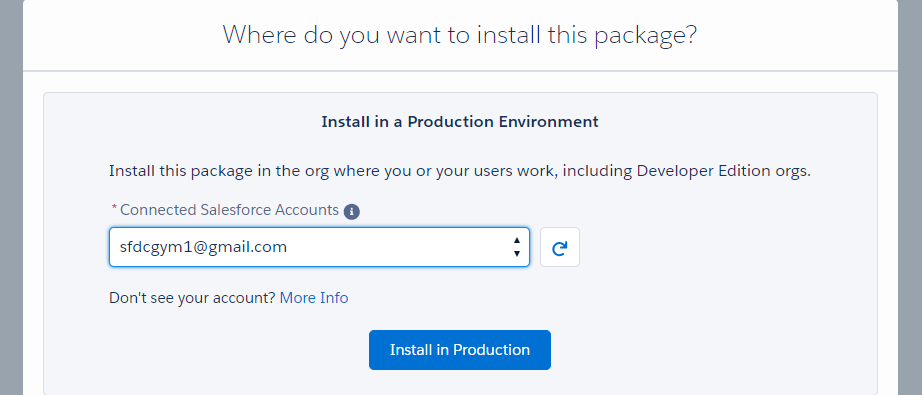 Where do you want to install this package?
Install in a Production Environment
Install this package in the org where you or your users work, including Developer Edition orgs.
* Connected Salesforce Accounts i
sfdcgym1@gmail.com
Don't see your account? More Info
Install in Production